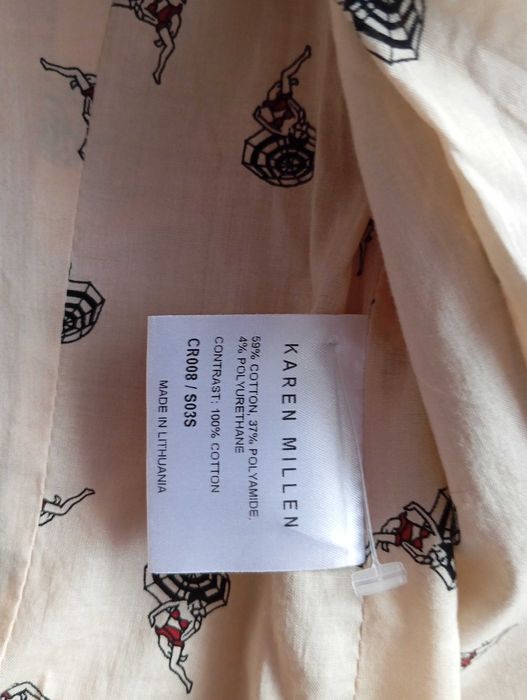 KAREN MILLEN
59% COTTON, 37% POLYAMIDE,
4% POLYURETHANE
CONTRAST: 100% COTTON
CR008 / S03S
MADE IN LITHUANIA